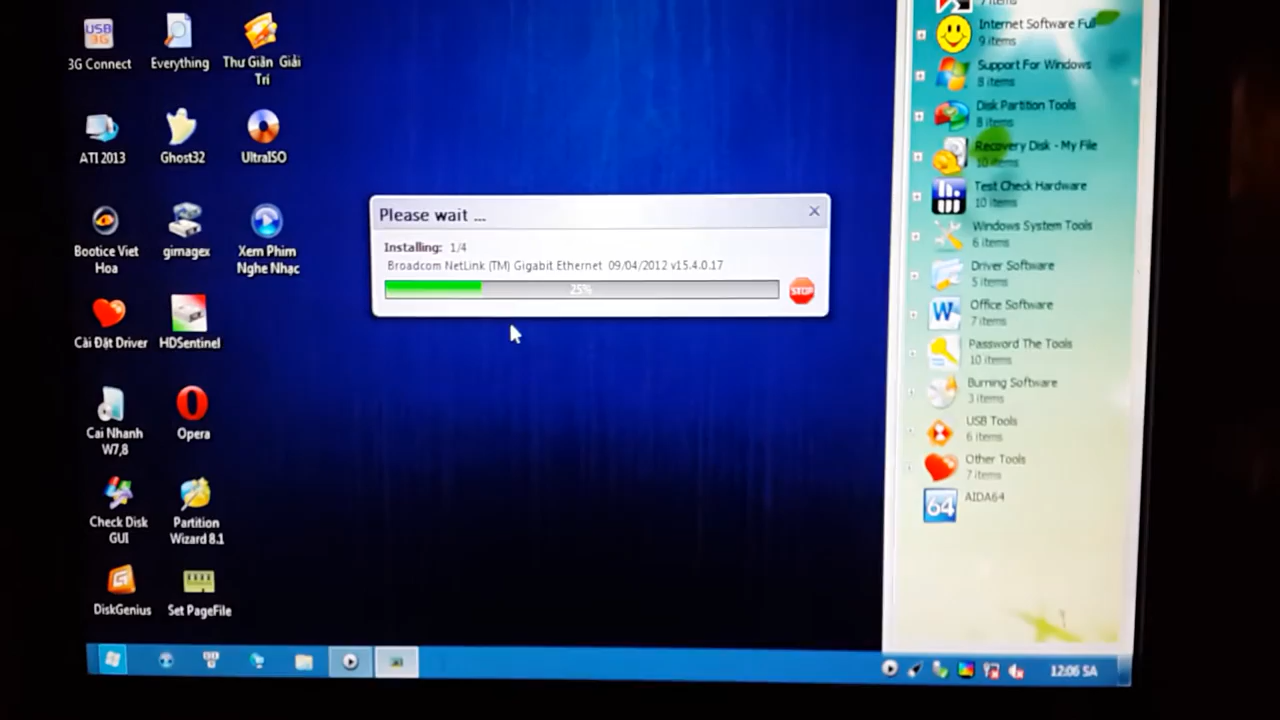 USB
3G
3G Connect
Everything
Thư Giãn Giải
Trí
ATI 2013
Ghost32
UltraISO
Bootice Viet
Hoa
gimagex
Xem Phim
Nghe Nhạc
Cài Đặt Driver
HDSentinel
Cai Nhanh
W7,8
Opera
Check Disk
GUI
Partition
Wizard 8.1
DiskGenius
Set PageFile
Please wait ...
Installing: 1/4
Broadcom NetLink (TM) Gigabit Ethernet 09/04/2012 v15.4.0.17
25%
STOP
7 items
Internet Software Full
9 items
Support For Windows
8 items
Disk Partition Tools
8 items
Recovery Disk - My File
10 items
Test Check Hardware
10 items
Windows System Tools
6 items
Driver Software
5 items
Office Software
7 items
Password The Tools
10 items
Burning Software
3 items
USB Tools
6 items
Other Tools
7 items
64
AIDA64
12:06 SA